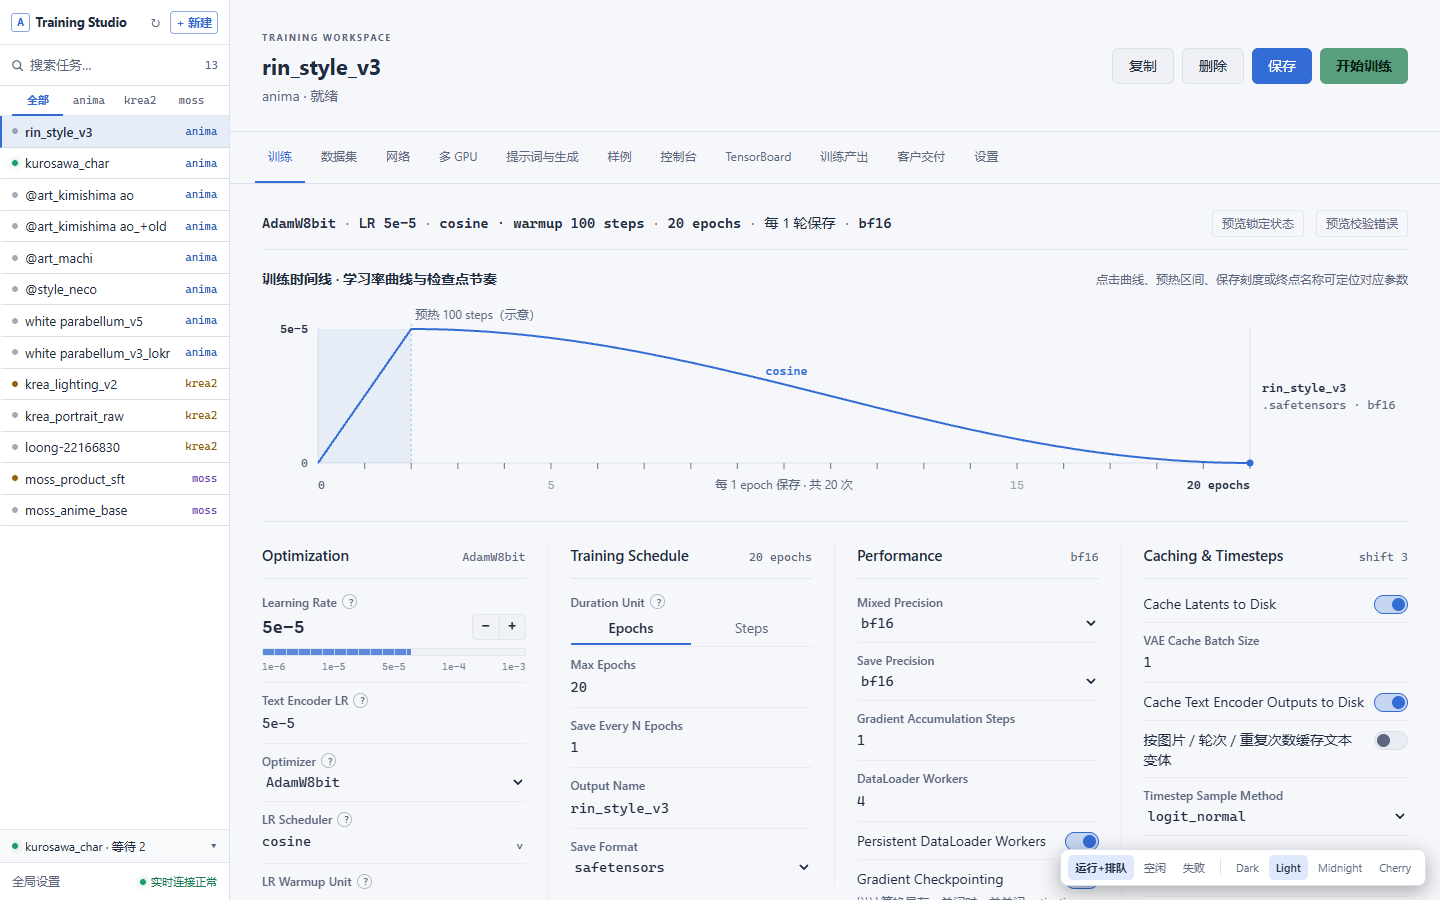 A Training Studio ↻ + 新建
搜索任务... 13
全部 anima krea2 moss
rin_style_v3 anima
kurosawa_char anima
@art_kimishima ao anima
@art_kimishima ao_+old anima
@art_machi anima
@style_neco anima
white parabellum_v5 anima
white parabellum_v3_lokr anima
krea_lighting_v2 krea2
krea_portrait_raw krea2
loong-22166830 krea2
moss_product_sft moss
moss_anime_base moss
kurosawa_char · 等待 2
全局设置 实时连接正常
TRAINING WORKSPACE
rin_style_v3
anima · 就绪
复制 删除 保存 开始训练
训练 数据集 网络 多 GPU 提示词与生成 样例 控制台 TensorBoard 训练产出 客户交付 设置
AdamW8bit · LR 5e-5 · cosine · warmup 100 steps · 20 epochs · 每 1 轮保存 · bf16
预览锁定状态 预览校验错误
训练时间线 · 学习率曲线与检查点节奏 点击曲线、预热区间、保存刻度或终点名称可定位对应参数
预热 100 steps（示意）
5e-5
cosine
rin_style_v3
.safetensors · bf16
0
0 5 每 1 epoch 保存 · 共 20 次 15 20 epochs
Optimization AdamW8bit
Learning Rate ?
5e-5 − +
1e-6 1e-5 5e-5 1e-4 1e-3
Text Encoder LR ?
5e-5
Optimizer ?
AdamW8bit
LR Scheduler ?
cosine
LR Warmup Unit ?
Training Schedule 20 epochs
Duration Unit ?
Epochs Steps
Max Epochs
20
Save Every N Epochs
1
Output Name
rin_style_v3
Save Format
safetensors
Performance bf16
Mixed Precision
bf16
Save Precision
bf16
Gradient Accumulation Steps
1
DataLoader Workers
4
Persistent DataLoader Workers
Gradient Checkpointing
Caching & Timesteps shift 3
Cache Latents to Disk
VAE Cache Batch Size
1
Cache Text Encoder Outputs to Disk
按图片 / 轮次 / 重复次数缓存文本
变体
Timestep Sample Method
logit_normal
运行+排队 空闲 失败 Dark Light Midnight Cherry